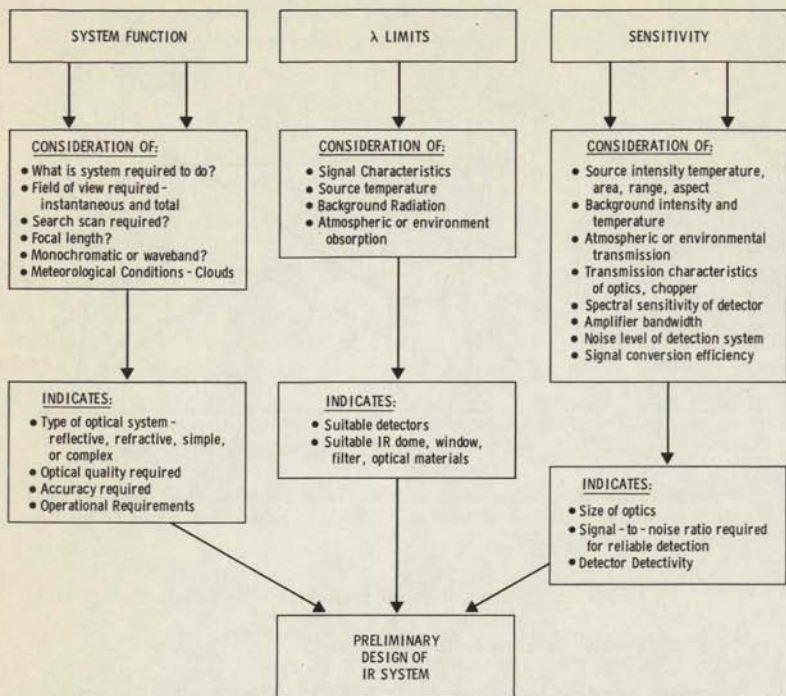 SYSTEM FUNCTION
CONSIDERATION OF:
• What is system required to do?
• Field of view required -
instantaneous and total
• Search scan required?
• Focal length?
• Monochromatic or waveband?
• Meteorological Conditions - Clouds
INDICATES:
• Type of optical system -
reflective, refractive, simple,
or complex
• Optical quality required
• Accuracy required
• Operational Requirements
λ LIMITS
CONSIDERATION OF:
• Signal Characteristics
• Source temperature
• Background Radiation
• Atmospheric or environment
obsorption
INDICATES:
• Suitable detectors
• Suitable IR dome, window,
filter, optical materials
SENSITIVITY
CONSIDERATION OF:
• Source intensity temperature,
area, range, aspect
• Background intensity and
temperature
• Atmospheric or environmental
transmission
• Transmission characteristics
of optics, chopper
• Spectral sensitivity of detector
• Amplifier bandwidth
• Noise level of detection system
• Signal conversion efficiency
INDICATES:
• Size of optics
• Signal-to-noise ratio required
for reliable detection
• Detector Detectivity
PRELIMINARY
DESIGN OF
IR SYSTEM